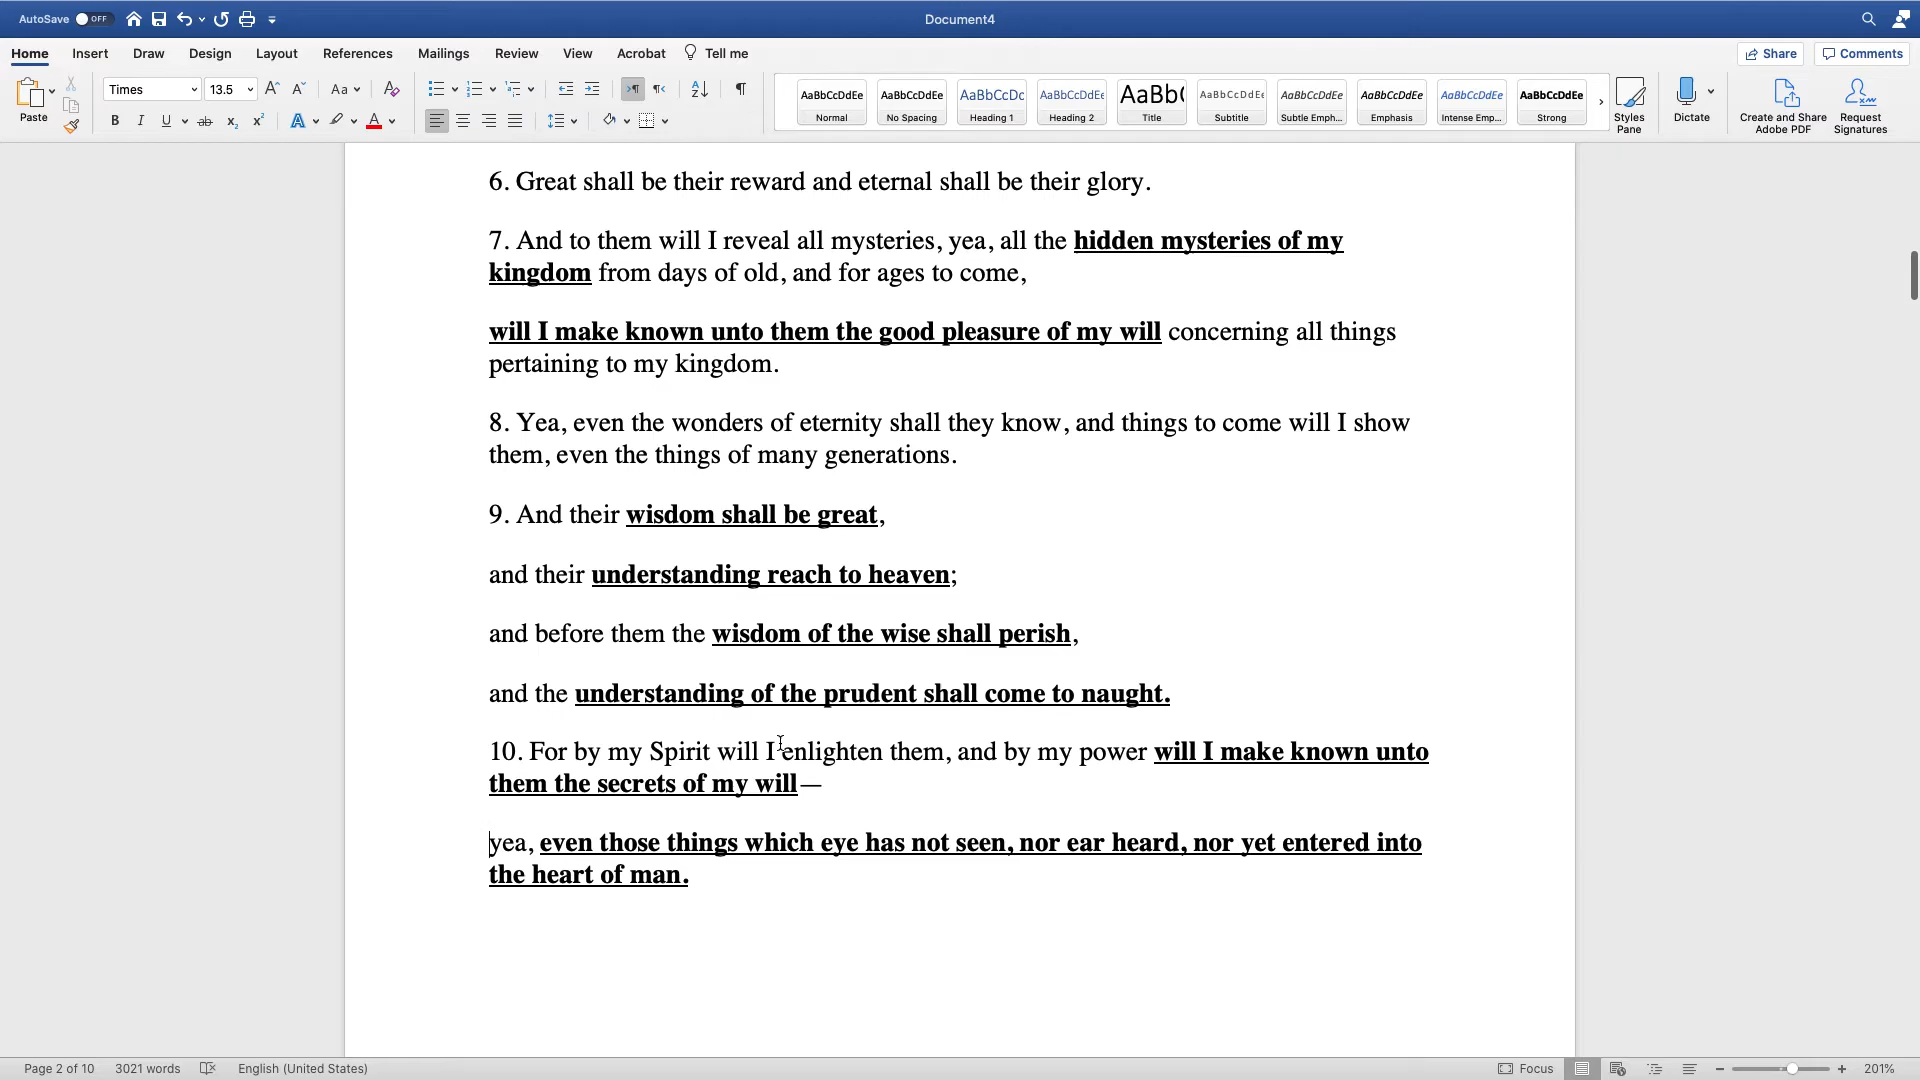 AutoSave OFF Document4
Home Insert Draw Design Layout References Mailings Review View Acrobat Tell me Share Comments
Paste Times 13.5 Aa
B I U ab x₂ x² A A
AaBbCcDdEe AaBbCcDdEe AaBbCcDc AaBbCcDdEe AaBb( AaBbCcDdEe AaBbCcDdEe AaBbCcDdEe AaBbCcDdEe AaBbCcDdEe
Normal No Spacing Heading 1 Heading 2 Title Subtitle Subtle Emph... Emphasis Intense Emp... Strong
Styles Pane Dictate Create and Share Adobe PDF Request Signatures
6. Great shall be their reward and eternal shall be their glory.
7. And to them will I reveal all mysteries, yea, all the hidden mysteries of my
kingdom from days of old, and for ages to come,
will I make known unto them the good pleasure of my will concerning all things
pertaining to my kingdom.
8. Yea, even the wonders of eternity shall they know, and things to come will I show
them, even the things of many generations.
9. And their wisdom shall be great,
and their understanding reach to heaven;
and before them the wisdom of the wise shall perish,
and the understanding of the prudent shall come to naught.
10. For by my Spirit will I enlighten them, and by my power will I make known unto
them the secrets of my will—
yea, even those things which eye has not seen, nor ear heard, nor yet entered into
the heart of man.
Page 2 of 10 3021 words English (United States) Focus 201%